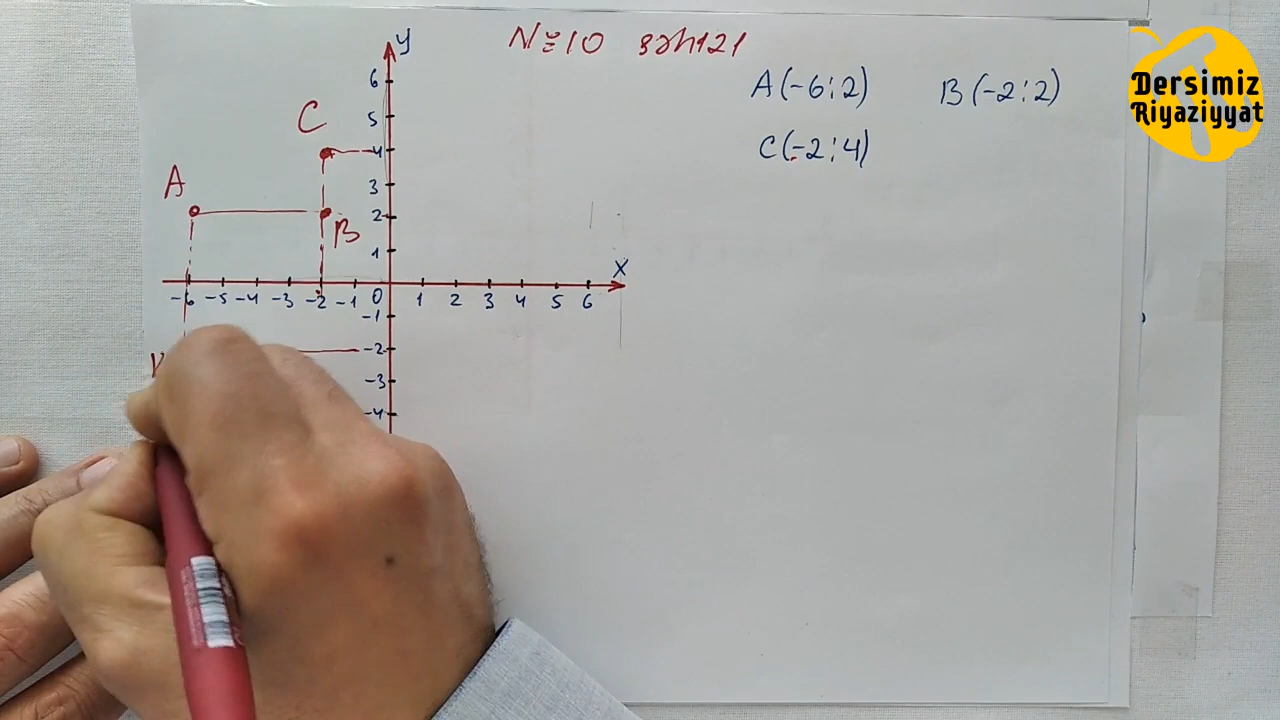 №10 səh121
Dersimiz
Riyaziyyat
A(-6;2) B(-2;2)
C(-2;4)
y
6
5
C
4
3
A
2
B
1
x
-6 -5 -4 -3 -2 -1 0 1 2 3 4 5 6
-1
-2
-3
-4